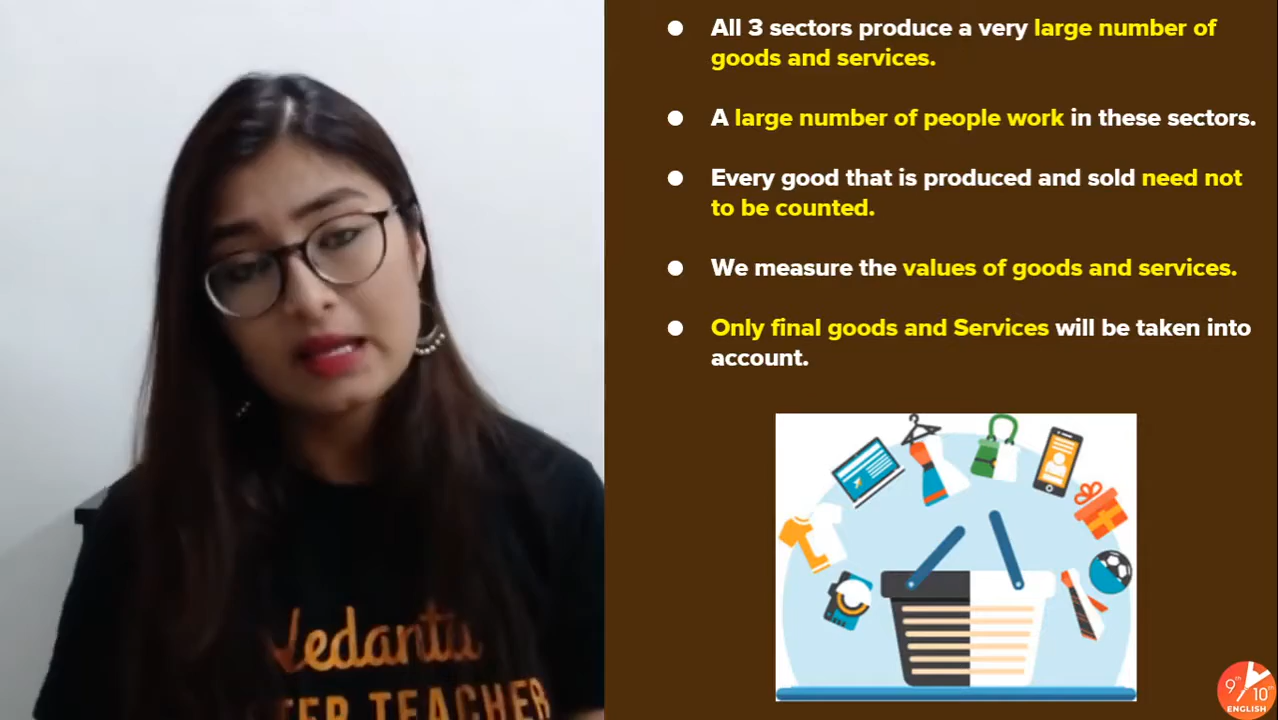 All 3 sectors produce a very large number of
goods and services.
A large number of people work in these sectors.
Every good that is produced and sold need not
to be counted.
We measure the values of goods and services.
Only final goods and Services will be taken into
account.
Vedantu
TEACHER
9th
10th
ENGLISH